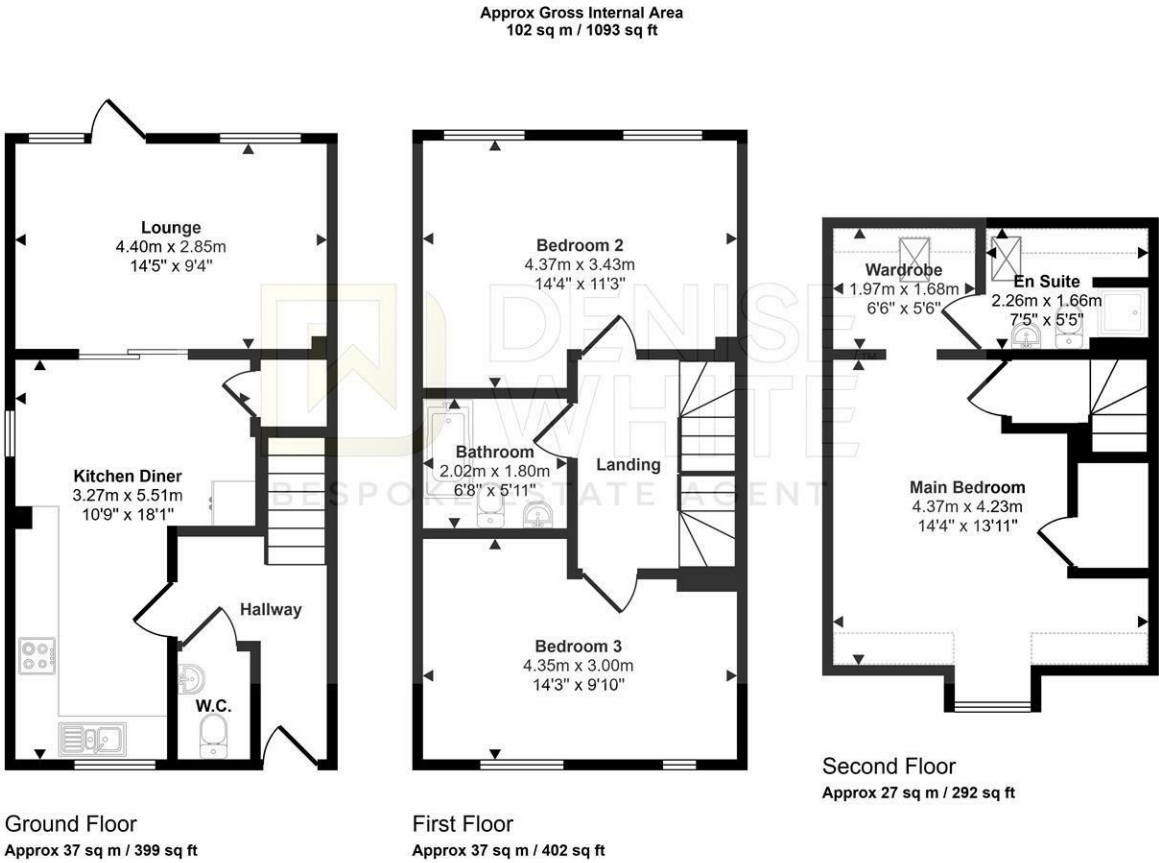 Approx Gross Internal Area
102 sq m / 1093 sq ft
Lounge
4.40m x 2.85m
14'5" x 9'4"
Kitchen Diner
3.27m x 5.51m
10'9" x 18'1"
Hallway
W.C.
Ground Floor
Approx 37 sq m / 399 sq ft
Bedroom 2
4.37m x 3.43m
14'4" x 11'3"
Bathroom
2.02m x 1.80m
6'8" x 5'11"
Landing
Bedroom 3
4.35m x 3.00m
14'3" x 9'10"
First Floor
Approx 37 sq m / 402 sq ft
Wardrobe
1.97m x 1.68m
6'6" x 5'6"
En Suite
2.26m x 1.66m
7'5" x 5'5"
Main Bedroom
4.37m x 4.23m
14'4" x 13'11"
Second Floor
Approx 27 sq m / 292 sq ft
DENISE
WHITE
™
BESPOKE ESTATE AGENT